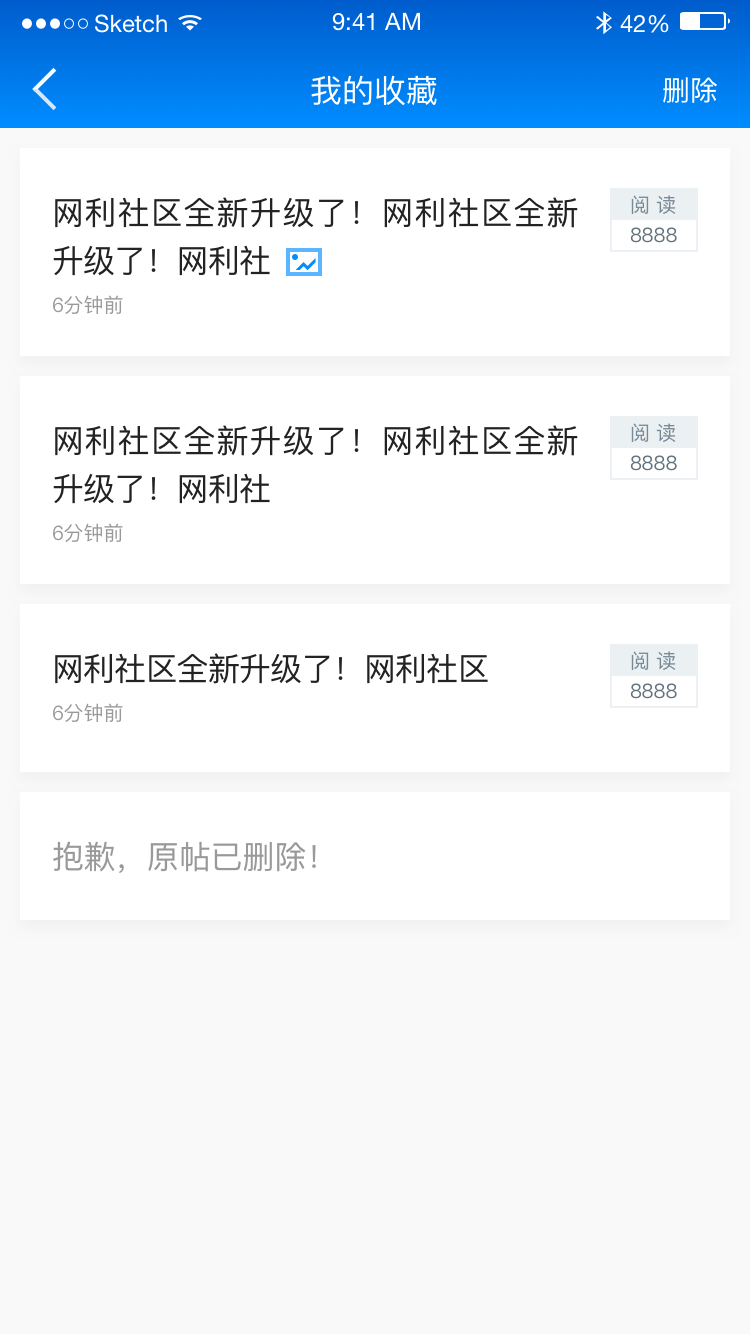 Sketch 9:41 AM 42%
我的收藏 删除
网利社区全新升级了！网利社区全新
升级了！网利社
6分钟前
阅 读
8888
网利社区全新升级了！网利社区全新
升级了！网利社
6分钟前
阅 读
8888
网利社区全新升级了！网利社区
6分钟前
阅 读
8888
抱歉，原帖已删除！